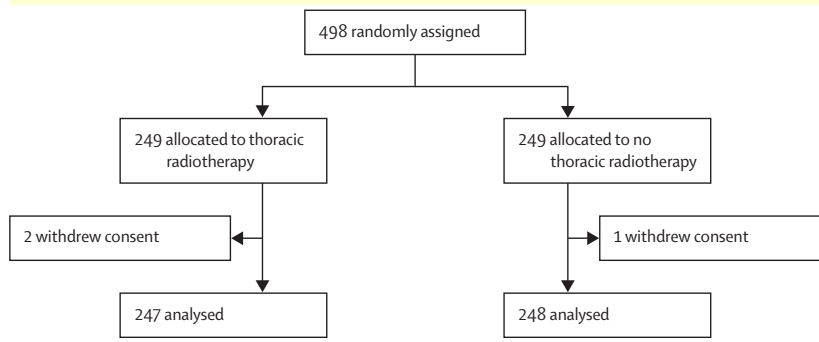 498 randomly assigned
249 allocated to thoracic
radiotherapy
249 allocated to no
thoracic radiotherapy
2 withdrew consent
1 withdrew consent
247 analysed
248 analysed